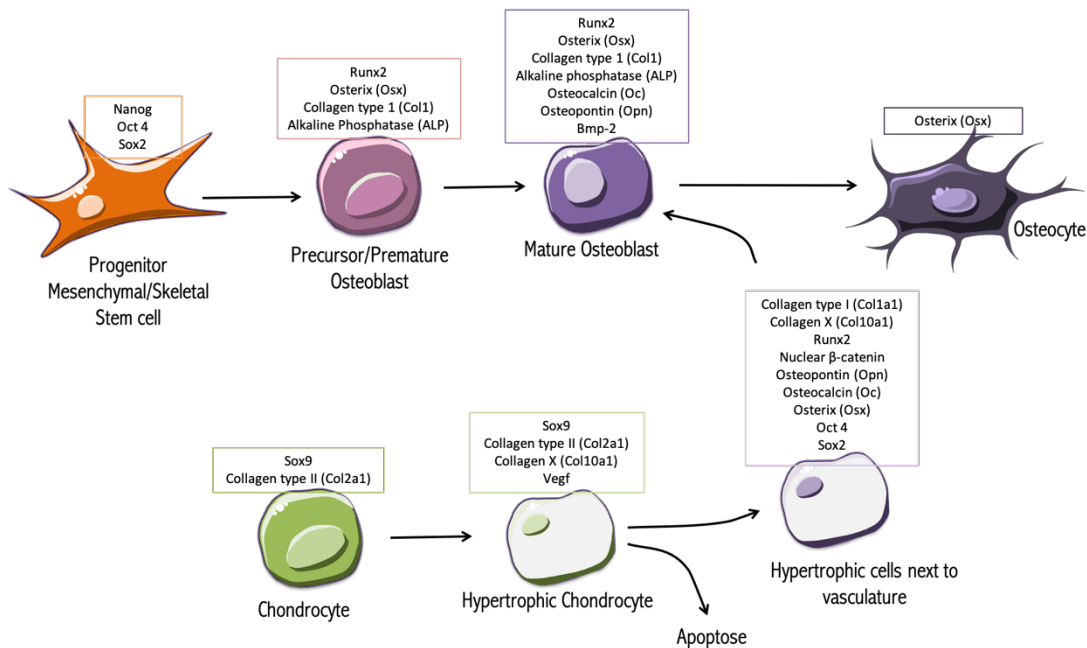 Nanog
Oct 4
Sox2
Progenitor
Mesenchymal/Skeletal
Stem cell
Runx2
Osterix (Osx)
Collagen type 1 (Col1)
Alkaline Phosphatase (ALP)
Precursor/Premature
Osteoblast
Runx2
Osterix (Osx)
Collagen type 1 (Col1)
Alkaline phosphatase (ALP)
Osteocalcin (Oc)
Osteopontin (Opn)
Bmp-2
Mature Osteoblast
Osterix (Osx)
Osteocyte
Sox9
Collagen type II (Col2a1)
Chondrocyte
Sox9
Collagen type II (Col2a1)
Collagen X (Col10a1)
Vegf
Hypertrophic Chondrocyte
Collagen type I (Col1a1)
Collagen X (Col10a1)
Runx2
Nuclear β-catenin
Osteopontin (Opn)
Osteocalcin (Oc)
Osterix (Osx)
Oct 4
Sox2
Hypertrophic cells next to
vasculature
Apoptose